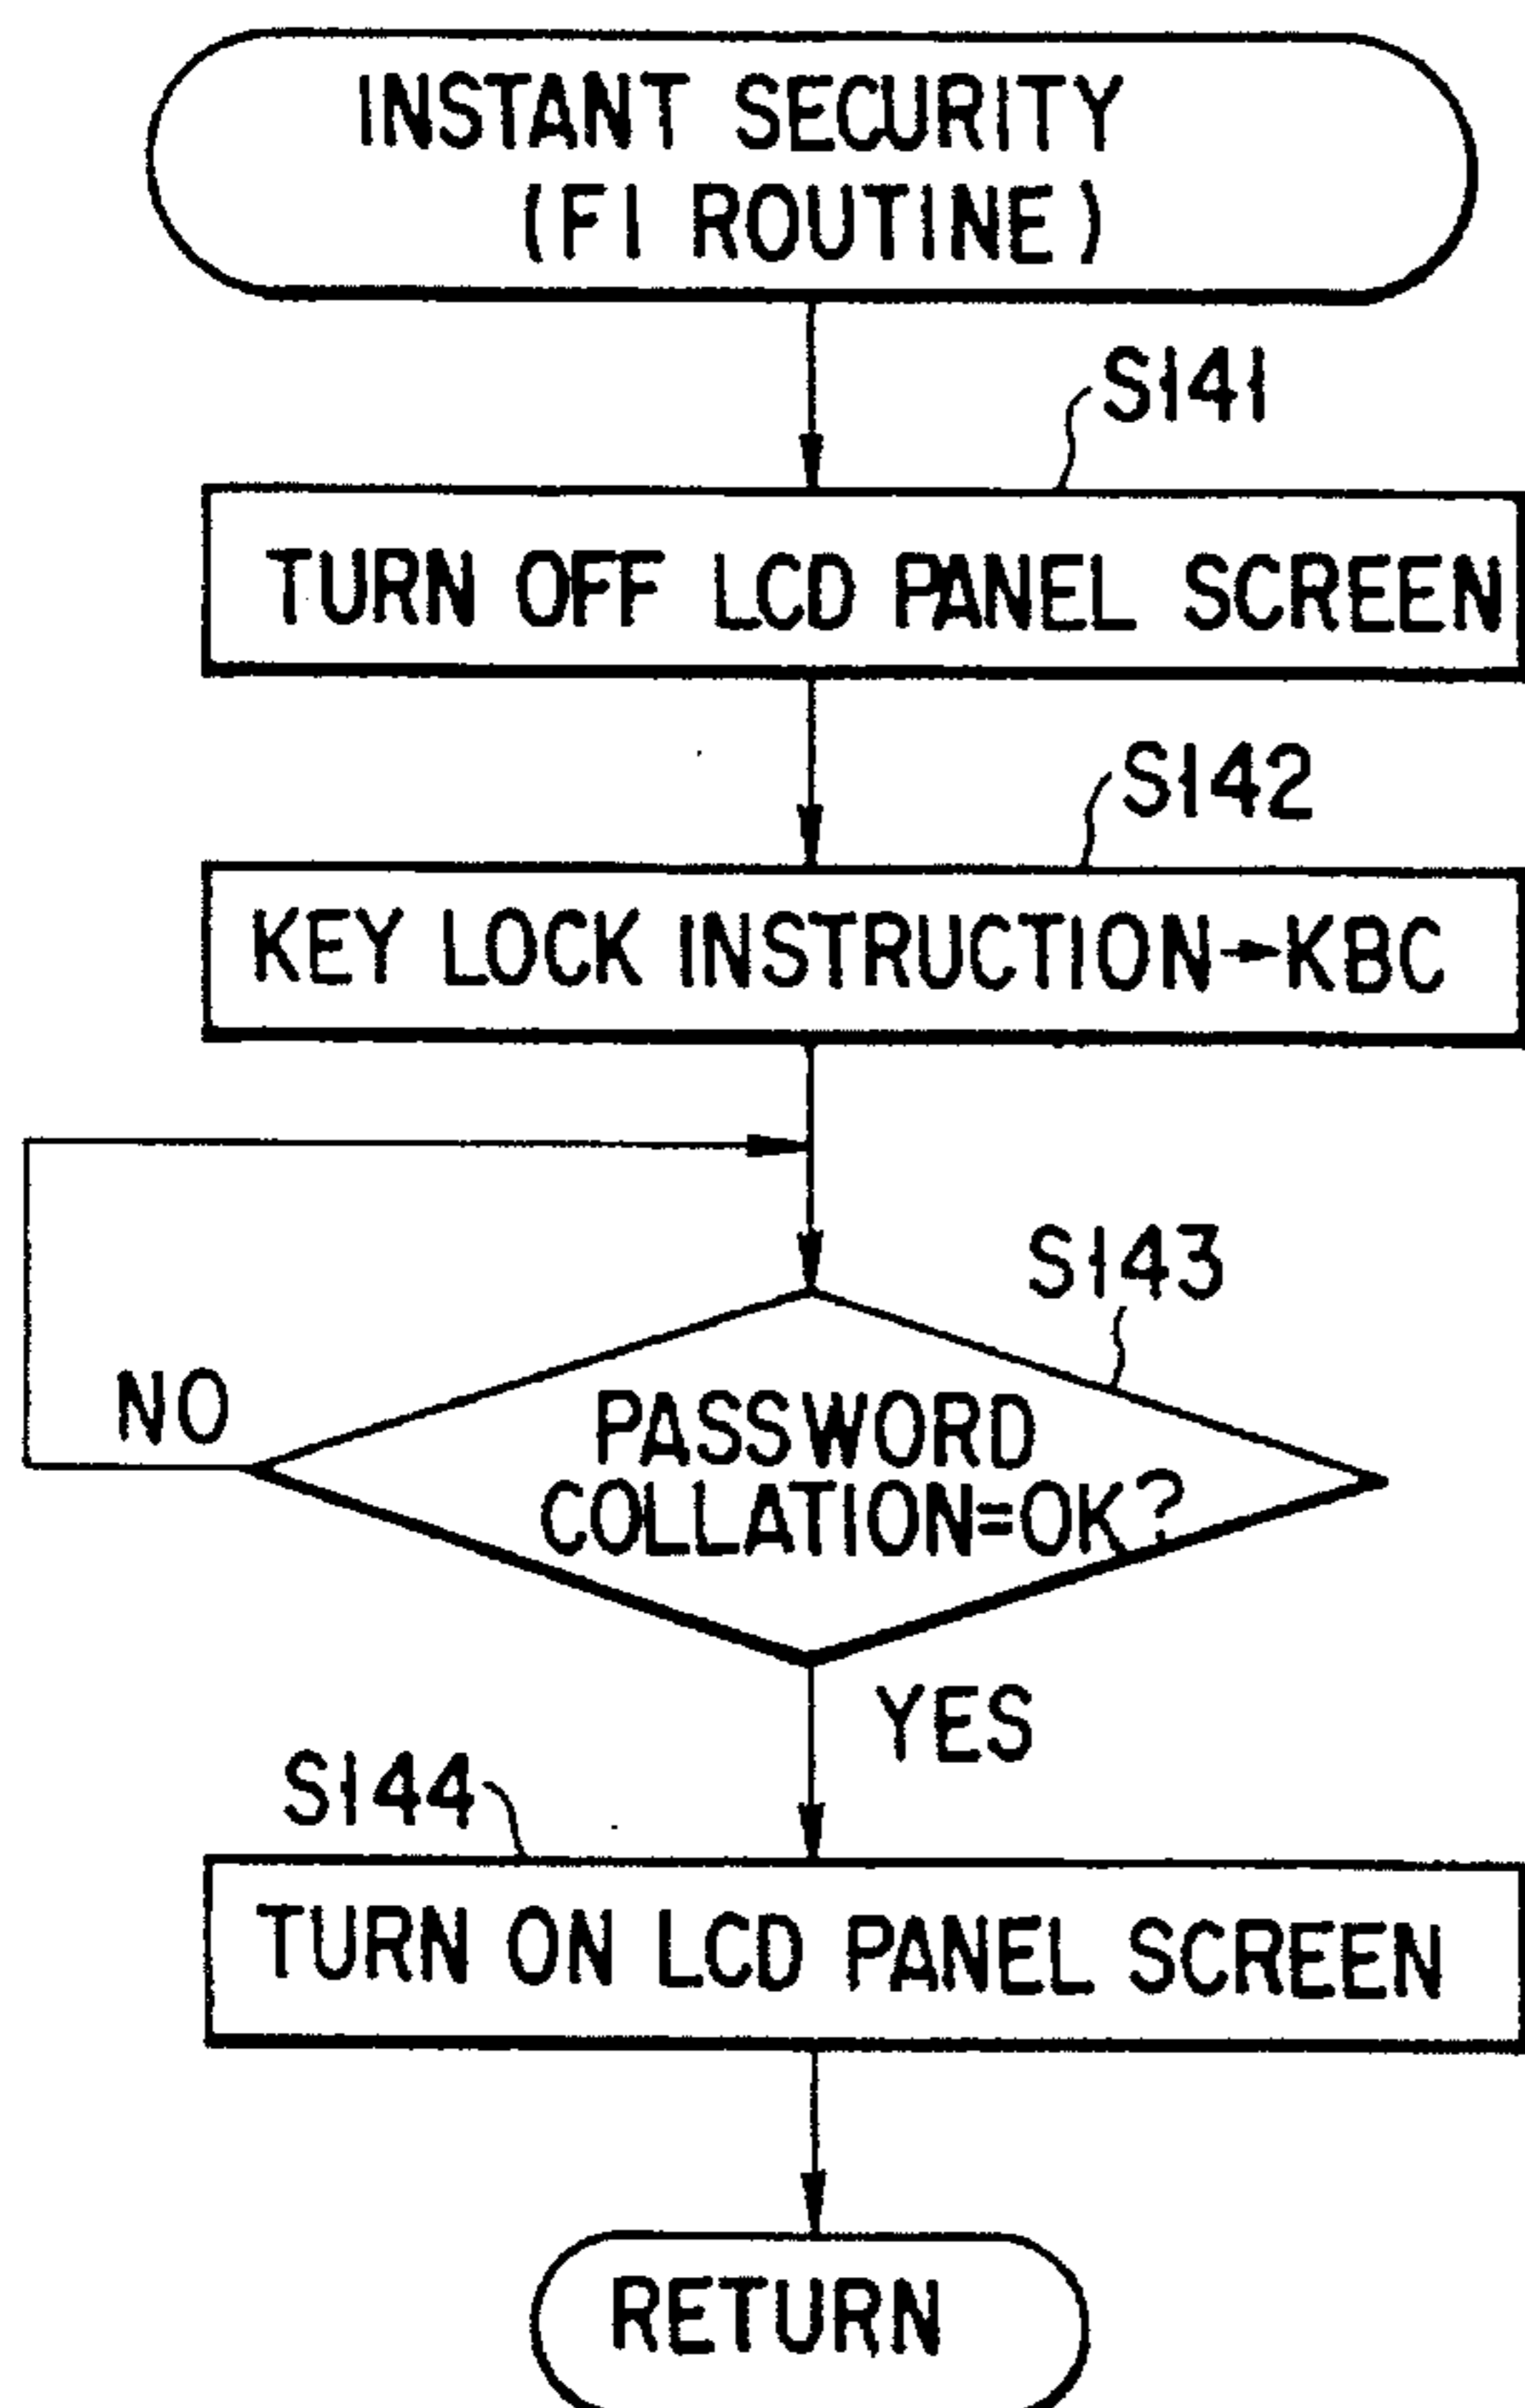 INSTANT SECURITY
(F1 ROUTINE)
S141
TURN OFF LCD PANEL SCREEN
S142
KEY LOCK INSTRUCTION→KBC
S143
NO
PASSWORD
COLLATION=OK?
YES
S144
TURN ON LCD PANEL SCREEN
RETURN